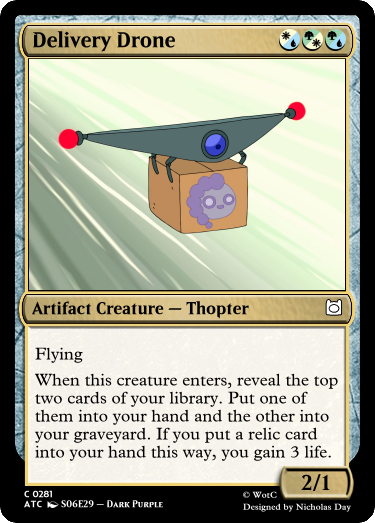 Delivery Drone
Artifact Creature — Thopter
Flying
When this creature enters, reveal the top
two cards of your library. Put one of
them into your hand and the other into
your graveyard. If you put a relic card
into your hand this way, you gain 3 life.
2/1
C 0281
ATC S06E29 — Dark Purple
© WotC
Designed by Nicholas Day